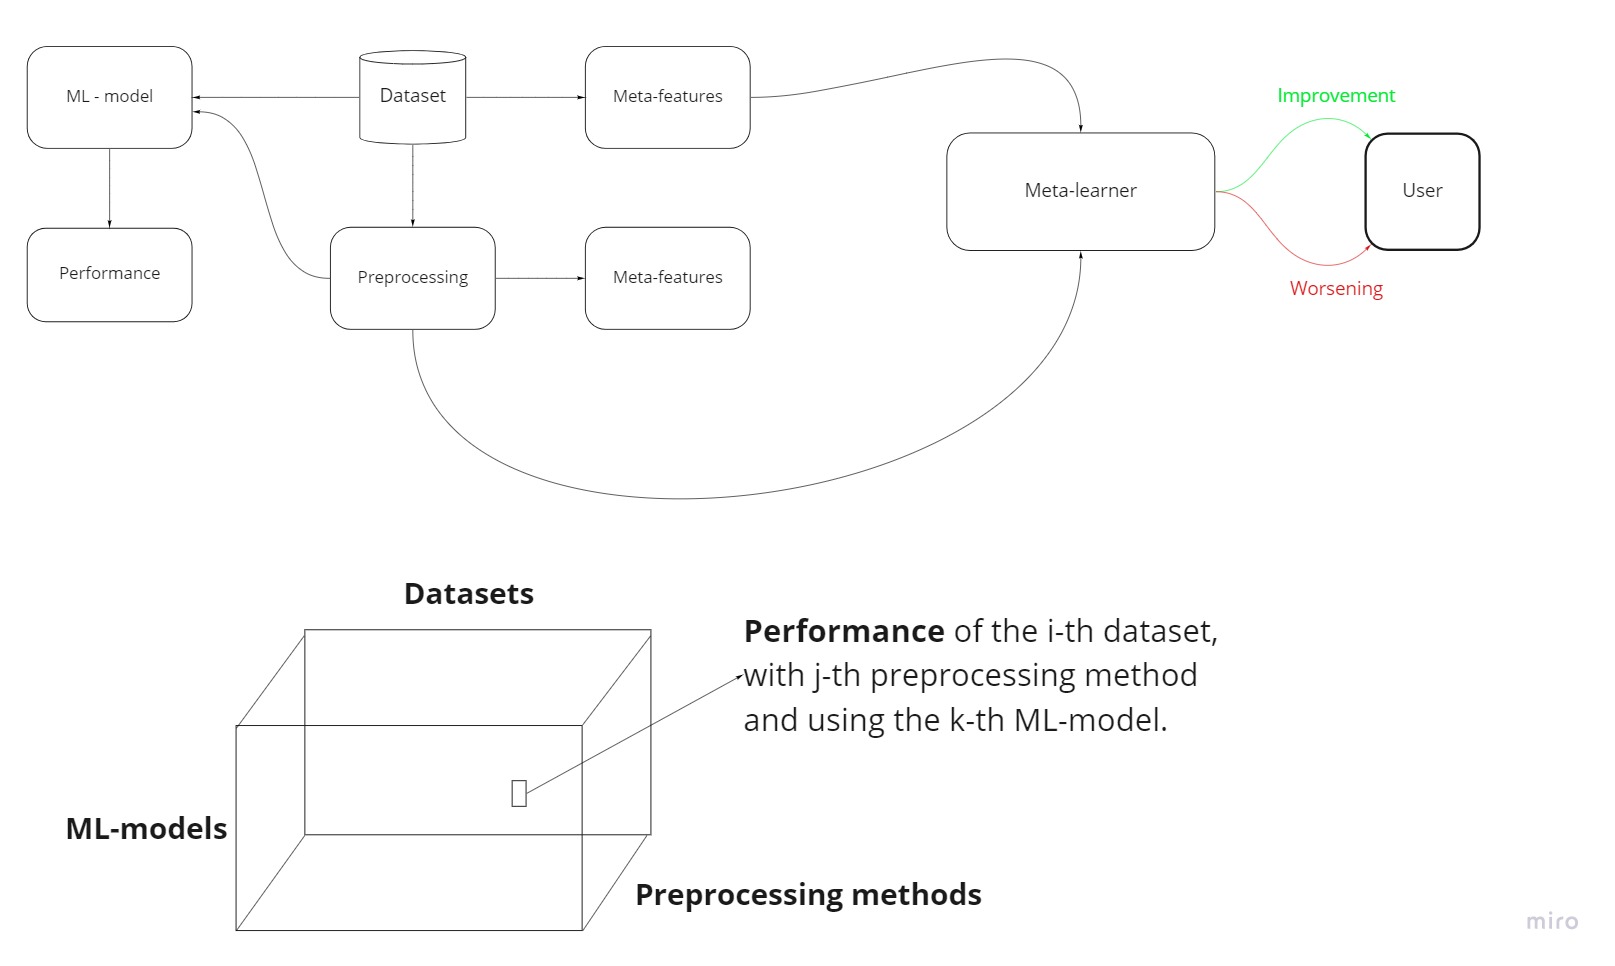 ML - model
Dataset
Meta-features
Improvement
Meta-learner
User
Performance
Preprocessing
Meta-features
Worsening
Datasets
Performance of the i-th dataset,
with j-th preprocessing method
and using the k-th ML-model.
ML-models
Preprocessing methods
miro